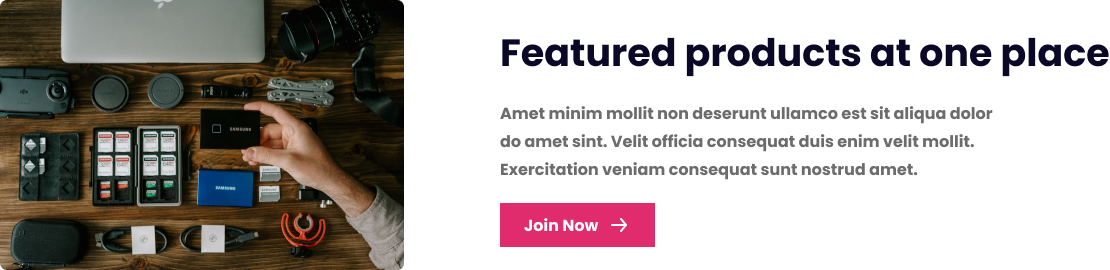 Featured products at one place
SAMSUNG
Amet minim mollit non deserunt ullamco est sit aliqua dolor
do amet sint. Velit officia consequat duis enim velit mollit.
Exercitation veniam consequat sunt nostrud amet.
SAMSUNG
Join Now